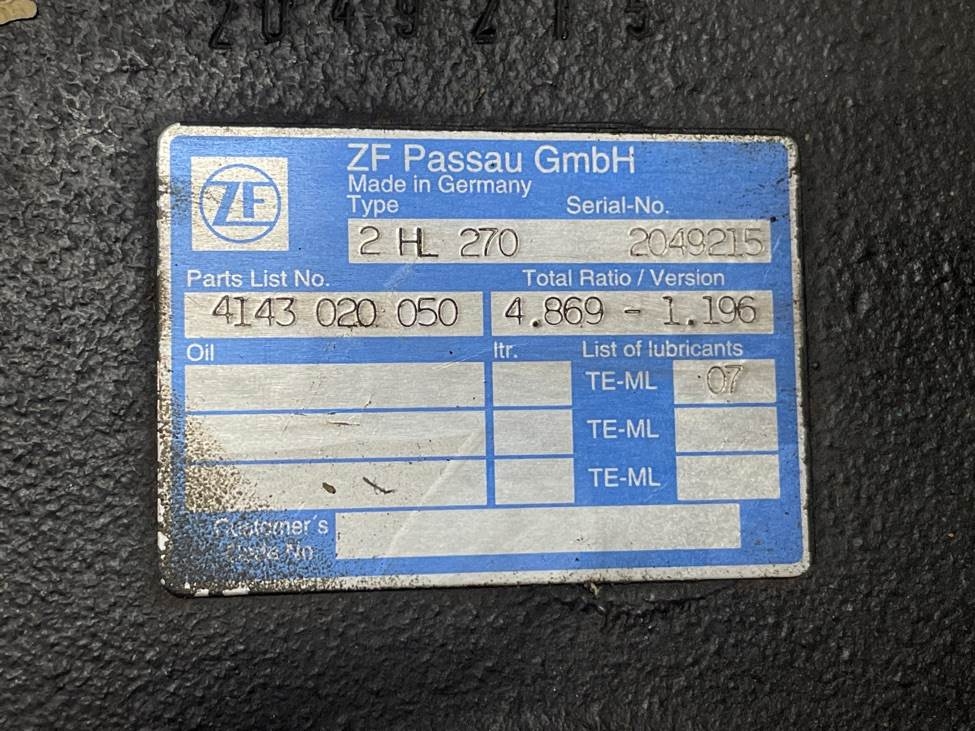 2049215
ZF
ZF Passau GmbH
Made in Germany
Type Serial-No.
2 HL 270 2049215
Parts List No. Total Ratio / Version
4143 020 050 4.869 - 1.196
Oil ltr. List of lubricants
TE-ML 07
TE-ML
TE-ML
Customer's
Code No